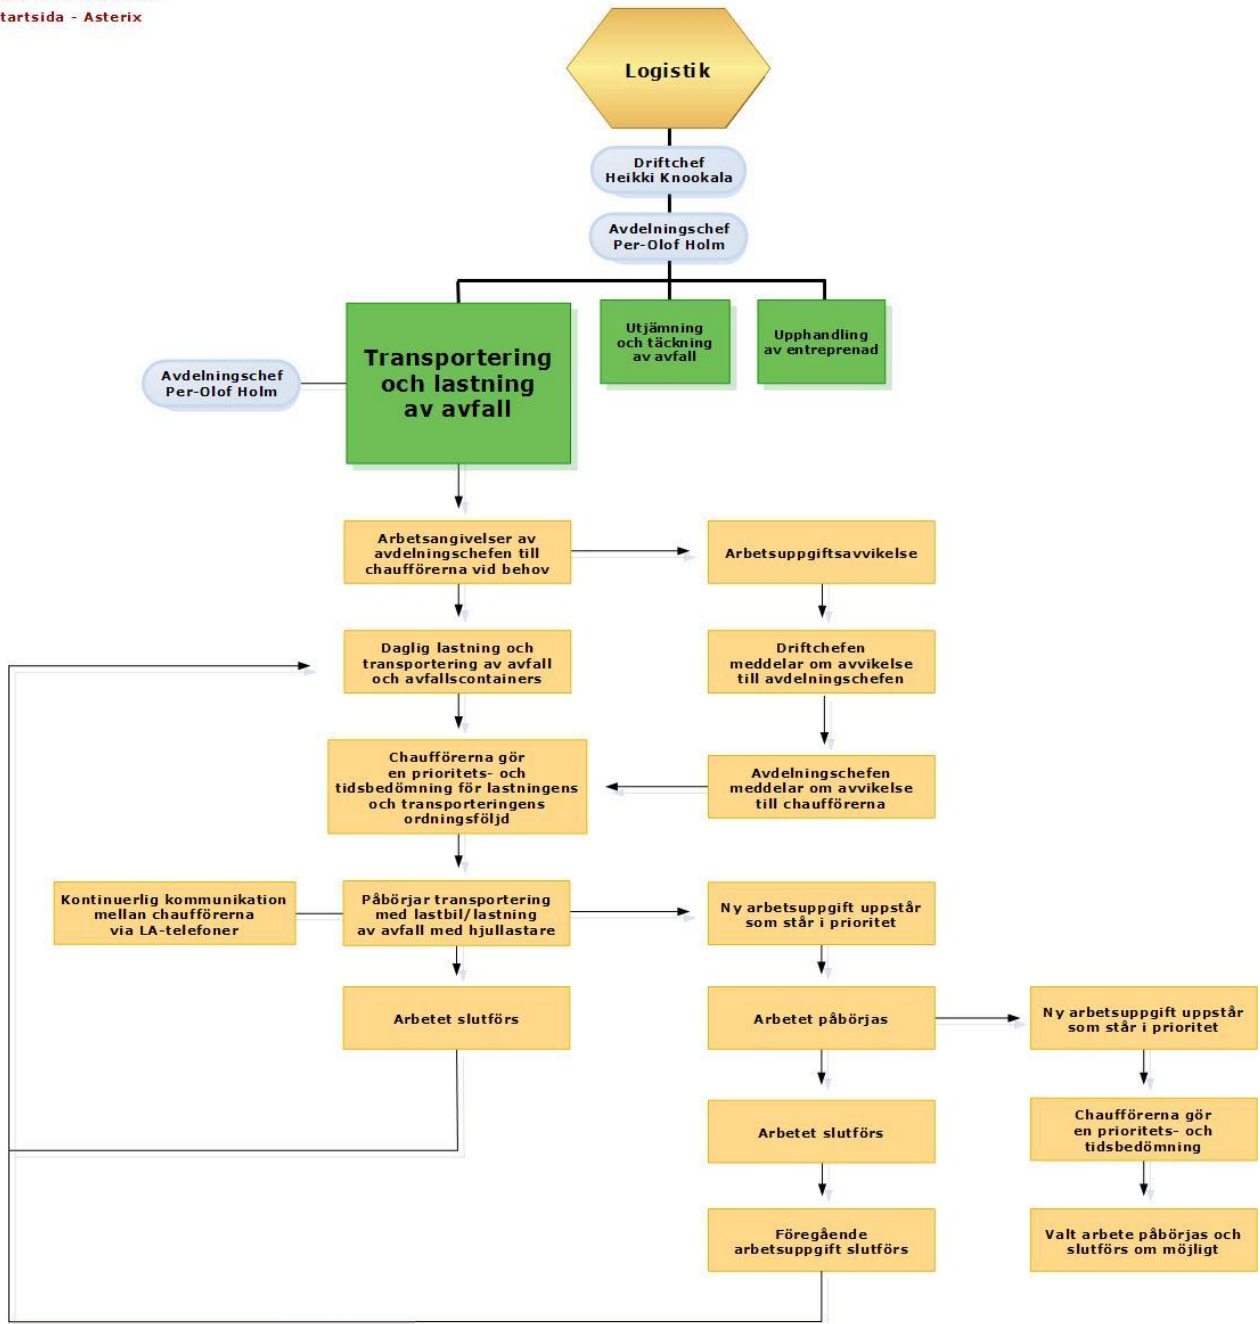 tartsida - Asterix
Logistik
Driftchef
Heikki Knookala
Avdelningschef
Per-Olof Holm
Transportering
och lastning
av avfall
Utjämning
och täckning
av avfall
Upphandling
av entreprenad
Avdelningschef
Per-Olof Holm
Arbetsangivelser av
avdelningschefen till
chaufförerna vid behov
Arbetsuppgiftsavvikelse
Daglig lastning och
transportering av avfall
och avfallscontainers
Driftchefen
meddelar om avvikelse
till avdelningschefen
Chaufförerna gör
en prioritets- och
tidsbedömning för lastningens
och transporteringens
ordningsföljd
Avdelningschefen
meddelar om avvikelse
till chaufförerna
Kontinuerlig kommunikation
mellan chaufförerna
via LA-telefoner
Påbörjar transportering
med lastbil/lastning
av avfall med hjullastare
Ny arbetsuppgift uppstår
som står i prioritet
Arbetet slutförs
Arbetet påbörjas
Ny arbetsuppgift uppstår
som står i prioritet
Arbetet slutförs
Chaufförerna gör
en prioritets- och
tidsbedömning
Föregående
arbetsuppgift slutförs
Valt arbete påbörjas och
slutförs om möjligt